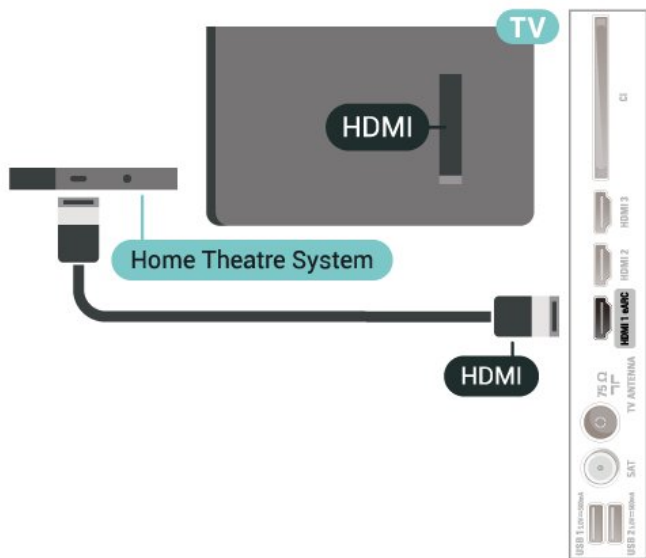 TV
HDMI
Home Theatre System
HDMI
CI
HDMI 3
HDMI 2
HDMI 1 eARC
75 Ω
TV ANTENNA
SAT
USB 1
USB 2